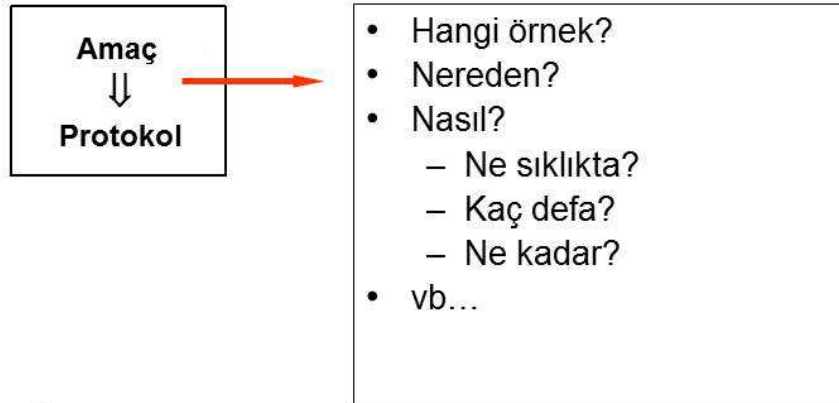 Amaç
⇓
Protokol
• Hangi örnek?
• Nereden?
• Nasıl?
– Ne sıklıkta?
– Kaç defa?
– Ne kadar?
• vb…